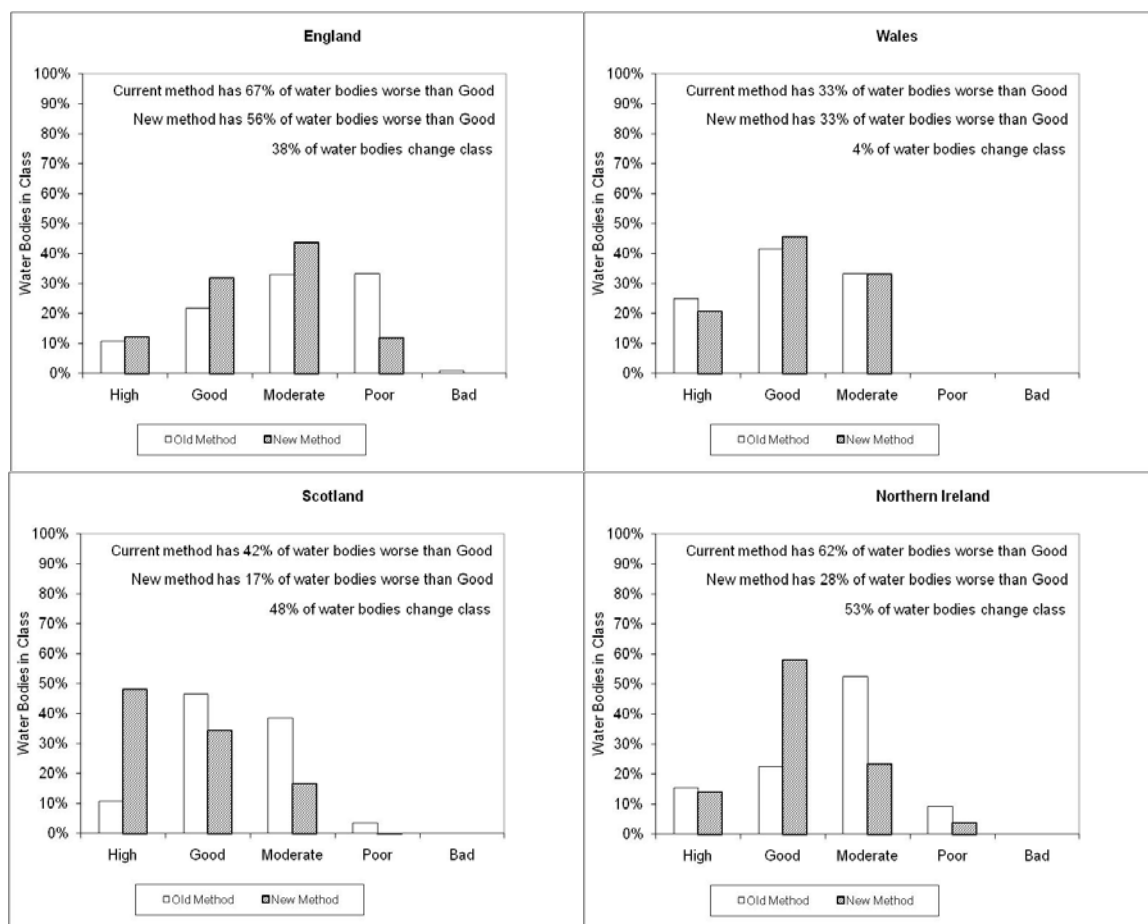 England
100%
90%
80%
70%
60%
50%
40%
30%
20%
10%
0%
Water Bodies in Class
Current method has 67% of water bodies worse than Good
New method has 56% of water bodies worse than Good
38% of water bodies change class
High Good Moderate Poor Bad
Old Method New Method
Wales
100%
90%
80%
70%
60%
50%
40%
30%
20%
10%
0%
Water Bodies in Class
Current method has 33% of water bodies worse than Good
New method has 33% of water bodies worse than Good
4% of water bodies change class
High Good Moderate Poor Bad
Old Method New Method
Scotland
100%
90%
80%
70%
60%
50%
40%
30%
20%
10%
0%
Water Bodies in Class
Current method has 42% of water bodies worse than Good
New method has 17% of water bodies worse than Good
48% of water bodies change class
High Good Moderate Poor Bad
Old Method New Method
Northern Ireland
100%
90%
80%
70%
60%
50%
40%
30%
20%
10%
0%
Water Bodies in Class
Current method has 62% of water bodies worse than Good
New method has 28% of water bodies worse than Good
53% of water bodies change class
High Good Moderate Poor Bad
Old Method New Method